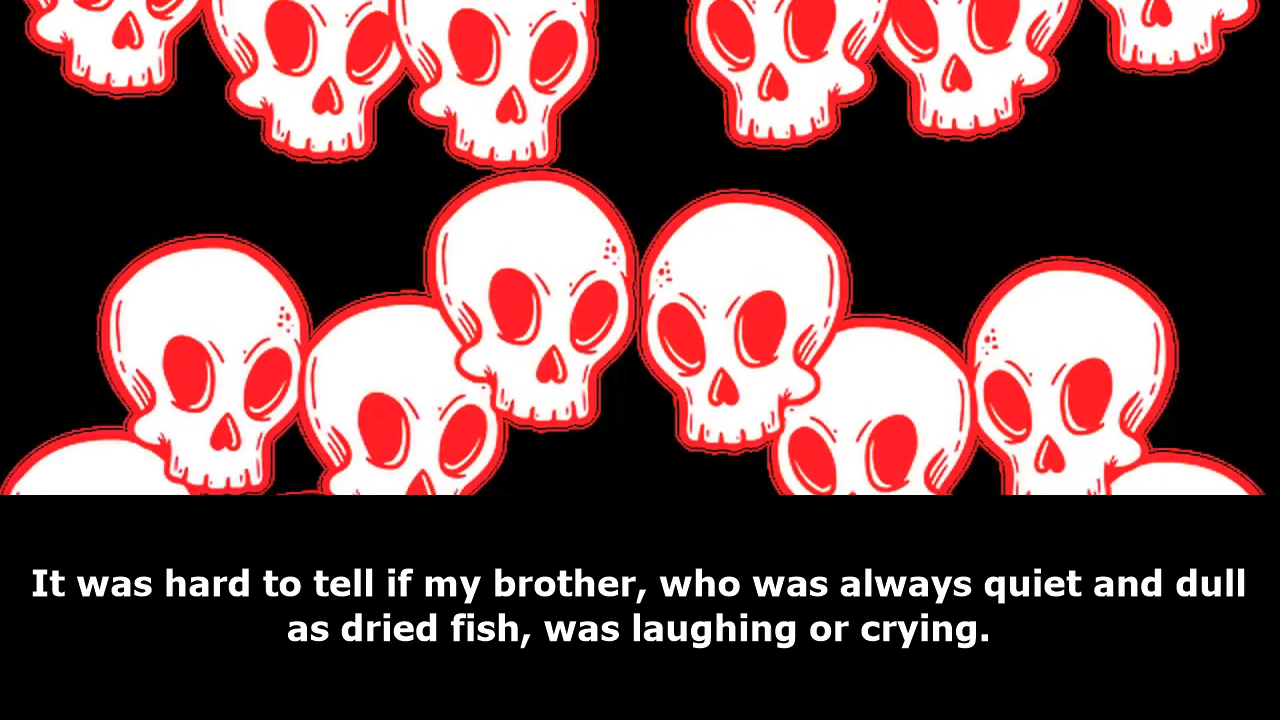 It was hard to tell if my brother, who was always quiet and dull
as dried fish, was laughing or crying.